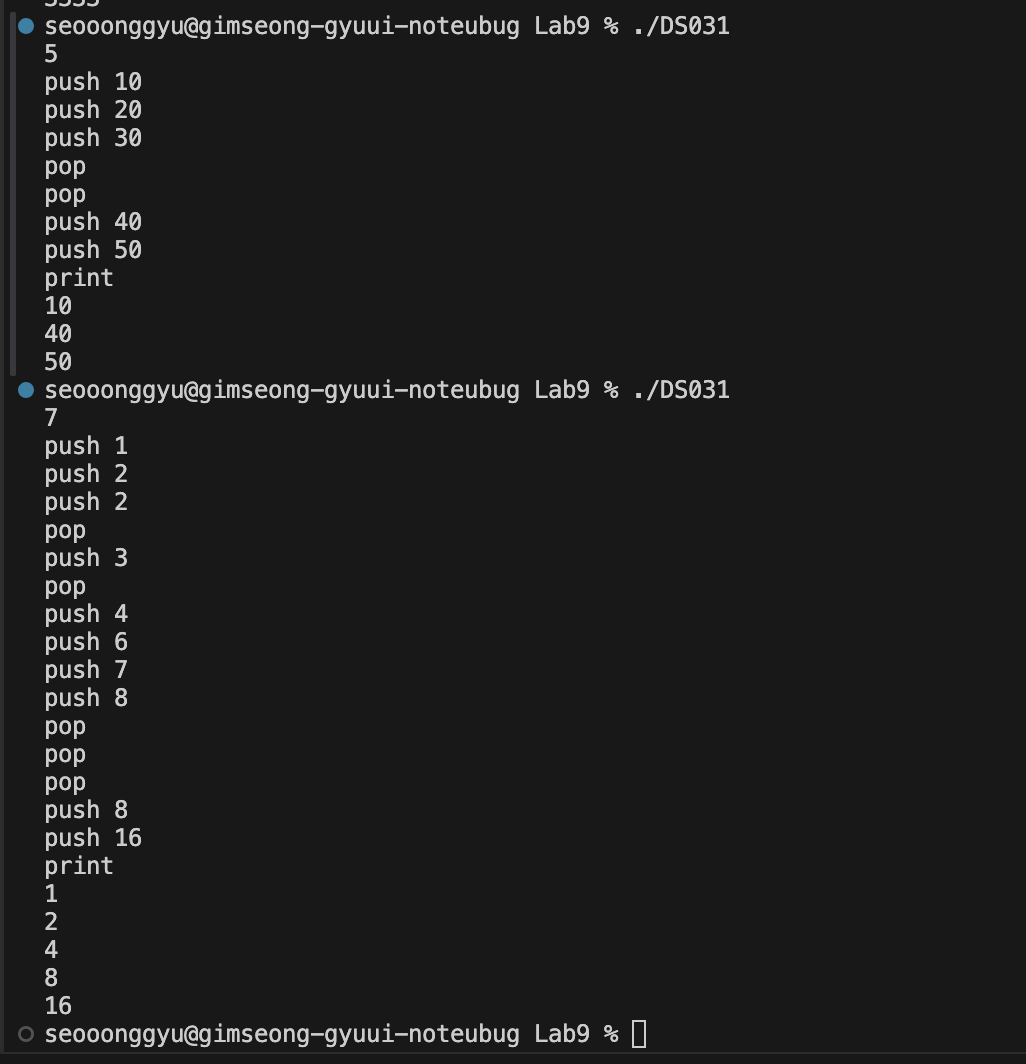 seooonggyu@gimseong-gyuui-noteubug Lab9 % ./DS031
5
push 10
push 20
push 30
pop
pop
push 40
push 50
print
10
40
50
seooonggyu@gimseong-gyuui-noteubug Lab9 % ./DS031
7
push 1
push 2
push 2
pop
push 3
pop
push 4
push 6
push 7
push 8
pop
pop
pop
push 8
push 16
print
1
2
4
8
16
seooonggyu@gimseong-gyuui-noteubug Lab9 %